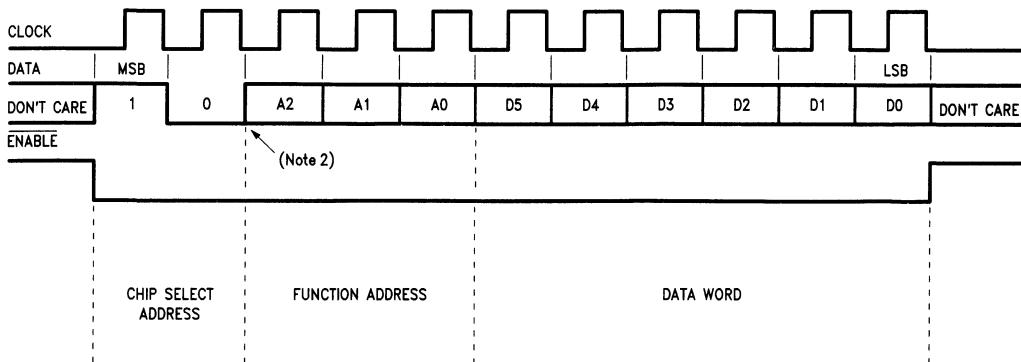 CLOCK
DATA MSB LSB
DON'T CARE 1 0 A2 A1 A0 D5 D4 D3 D2 D1 D0 DON'T CARE
ENABLE
(Note 2)
CHIP SELECT ADDRESS
FUNCTION ADDRESS
DATA WORD